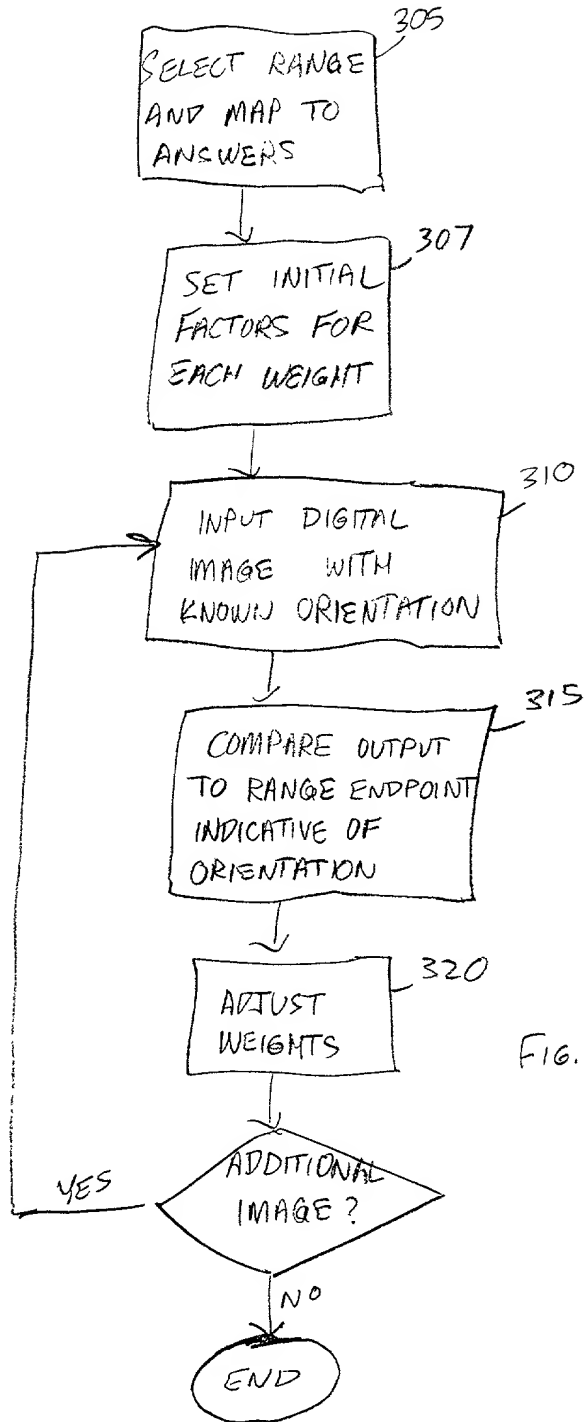 305
SELECT RANGE
AND MAP TO
ANSWERS
307
SET INITIAL
FACTORS FOR
EACH WEIGHT
310
INPUT DIGITAL
IMAGE WITH
KNOWN ORIENTATION
315
COMPARE OUTPUT
TO RANGE ENDPOINT
INDICATIVE OF
ORIENTATION
320
ADJUST
WEIGHTS
FIG.
ADDITIONAL
IMAGE?
YES
NO
END